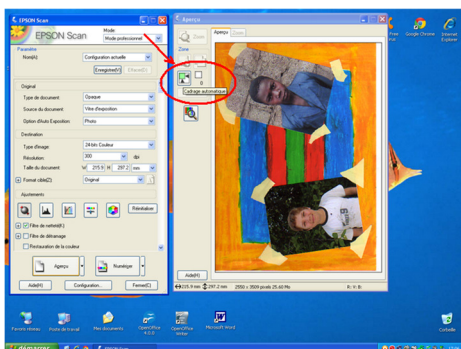 EPSON Scan
EPSON Scan
Mode
Mode professionnel
Paramètre
Nom(A):
Configuration actuelle
Enregistrer(V)
Original
Type de document:
Opaque
Source du document:
Vitre d'exposition
Option d'Auto Exposition:
Photo
Destination
Type d'image:
24 bits Couleur
Résolution:
300
dpi
Taille du document:
W 215.9 H 297.2 mm
Format cible(Z):
Original
Ajustements
Réinitialiser
Filtre de netteté(F)
Filtre de détramage
Restauration de la couleur
Aperçu
Numériser
Aide(H)
Configuration...
Fermer(C)
Aperçu
Zoom
Zone
0
Cadrage automatique
Aide(H)
Aperçu
Zoom
215.9 mm 297.2 mm 2550 x 3509 pixels 25.60 Mo
R: V: B:
Google Chrome
Internet
Explorer
Favoris réseau
Poste de travail
Mes documents
OpenOffice
4.0.0
OpenOffice
Writer
Microsoft Word
Corbeille
démarrer
EPSON Scan